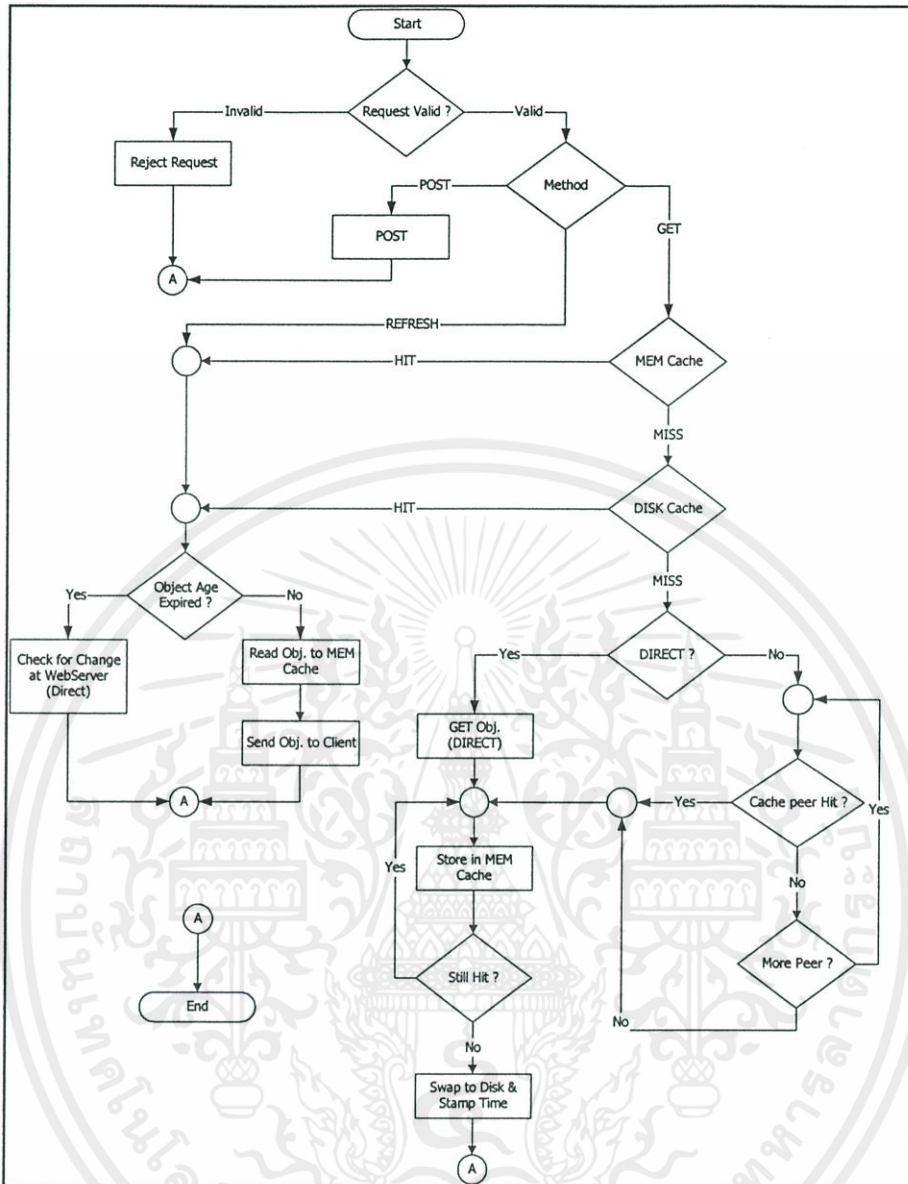 Start
Request Valid ?
Invalid
Valid
Reject Request
Method
POST
POST
GET
A
REFRESH
HIT
MEM Cache
MISS
HIT
DISK Cache
MISS
Object Age
Expired ?
Yes
No
Check for Change
at WebServer
(Direct)
Read Obj. to MEM
Cache
Send Obj. to Client
A
DIRECT ?
Yes
No
GET Obj.
(DIRECT)
Cache peer Hit ?
Yes
Yes
Store in MEM
Cache
Yes
No
A
Still Hit ?
More Peer ?
No
End
No
Swap to Disk &
Stamp Time
A